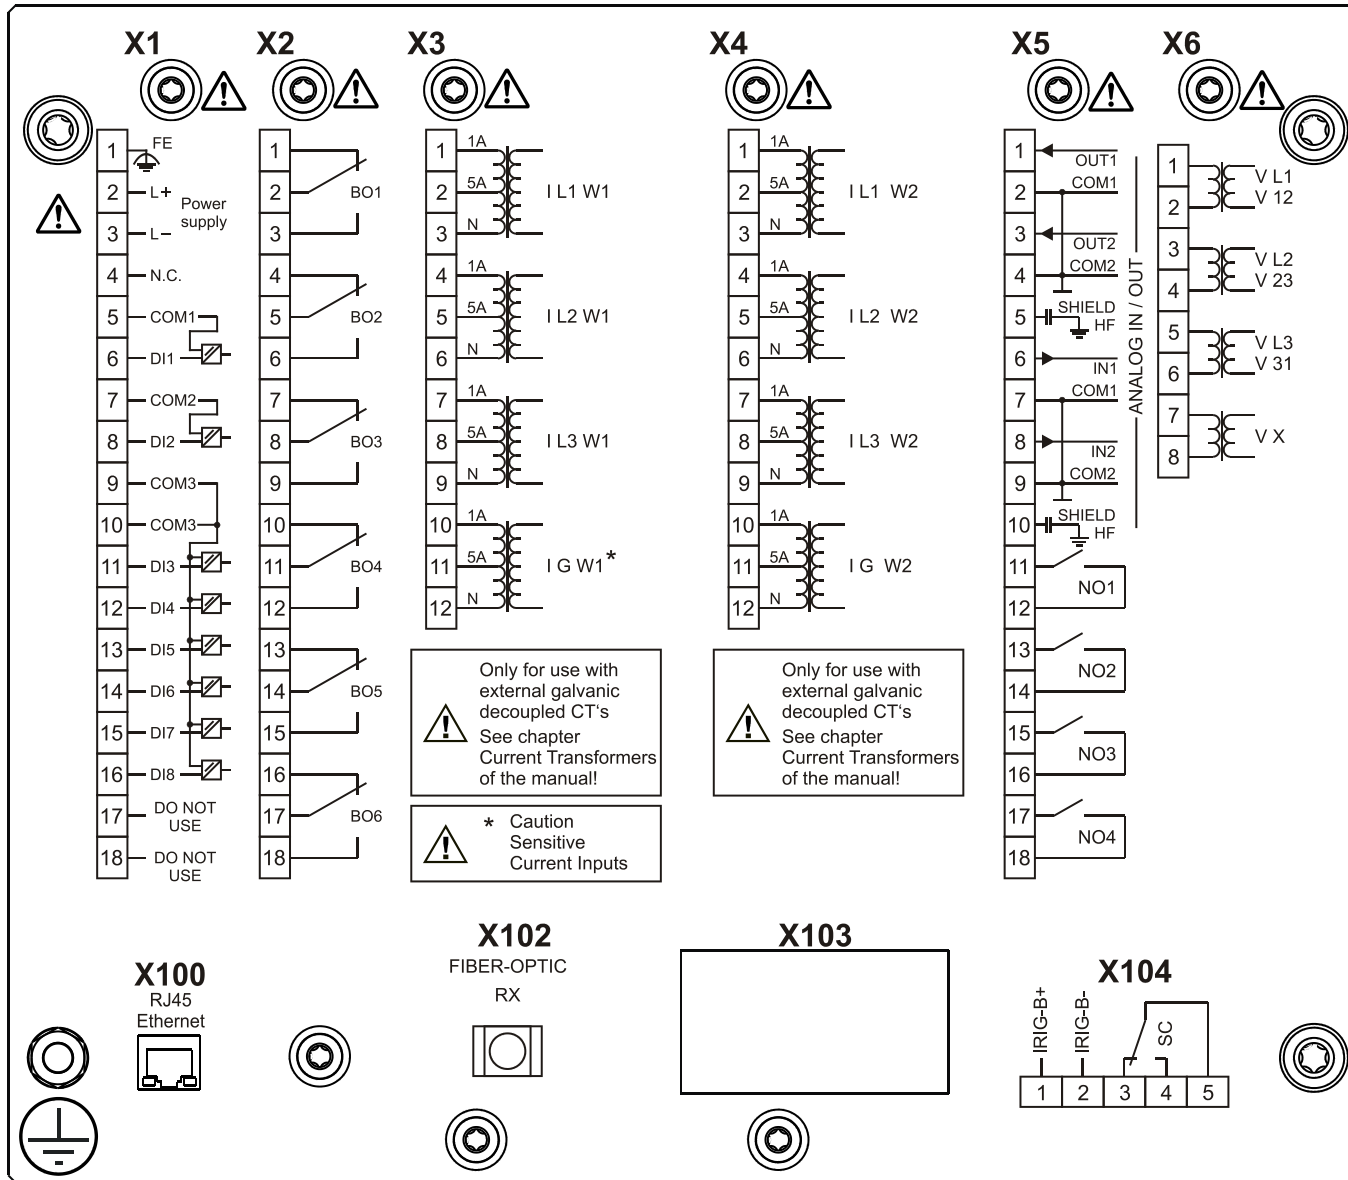 X1
1 FE
2 L+ Power
supply
3 L−
4 N.C.
5 COM1
6 DI1
7 COM2
8 DI2
9 COM3
10 COM3
11 DI3
12 DI4
13 DI5
14 DI6
15 DI7
16 DI8
17 DO NOT
USE
18 DO NOT
USE
X2
1
2 BO1
3
4
5 BO2
6
7
8 BO3
9
10
11 BO4
12
13
14 BO5
15
16
17 BO6
18
X3
1 1A
2 5A I L1 W1
3 N
4 1A
5 5A I L2 W1
6 N
7 1A
8 5A I L3 W1
9 N
10 1A
11 5A I G W1*
12 N
Only for use with
external galvanic
decoupled CT‘s
See chapter
Current Transformers
of the manual!
* Caution
Sensitive
Current Inputs
X4
1 1A
2 5A I L1 W2
3 N
4 1A
5 5A I L2 W2
6 N
7 1A
8 5A I L3 W2
9 N
10 1A
11 5A I G W2
12 N
Only for use with
external galvanic
decoupled CT‘s
See chapter
Current Transformers
of the manual!
X5
1 OUT1
2 COM1
3 OUT2
4 COM2
5 SHIELD
HF
6 IN1
7 COM1
8 IN2
9 COM2
10 SHIELD
HF
ANALOG IN / OUT
11
NO1
12
13
NO2
14
15
NO3
16
17
NO4
18
X6
1 V L1
2 V 12
3 V L2
4 V 23
5 V L3
6 V 31
7
V X
8
X100
RJ45
Ethernet
X102
FIBER-OPTIC
RX
X103
X104
IRIG-B+
IRIG-B-
SC
1 2 3 4 5